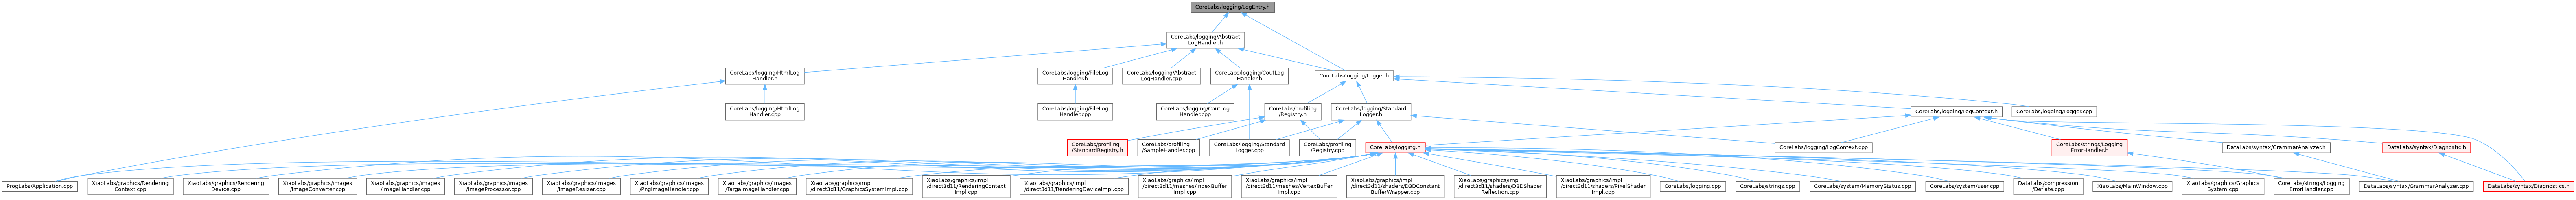 CoreLabs/logging/LogEntry.h
CoreLabs/logging/Abstract
LogHandler.h
CoreLabs/logging/HtmlLog
Handler.h
CoreLabs/logging/FileLog
Handler.h
CoreLabs/logging/Abstract
LogHandler.cpp
CoreLabs/logging/CoutLog
Handler.h
CoreLabs/logging/Logger.h
CoreLabs/logging/HtmlLog
Handler.cpp
CoreLabs/logging/FileLog
Handler.cpp
CoreLabs/logging/CoutLog
Handler.cpp
CoreLabs/profiling
/Registry.h
CoreLabs/logging/Standard
Logger.h
CoreLabs/logging/LogContext.h
CoreLabs/logging/Logger.cpp
CoreLabs/profiling
/StandardRegistry.h
CoreLabs/profiling
/SampleHandler.cpp
CoreLabs/logging/Standard
Logger.cpp
CoreLabs/profiling
/Registry.cpp
CoreLabs/logging.h
CoreLabs/logging/LogContext.cpp
CoreLabs/strings/Logging
ErrorHandler.h
DataLabs/syntax/GrammarAnalyzer.h
DataLabs/syntax/Diagnostic.h
ProgLabs/Application.cpp
XiaoLabs/graphics/Rendering
Context.cpp
XiaoLabs/graphics/Rendering
Device.cpp
XiaoLabs/graphics/images
/ImageConverter.cpp
XiaoLabs/graphics/images
/ImageHandler.cpp
XiaoLabs/graphics/images
/ImageProcessor.cpp
XiaoLabs/graphics/images
/ImageResizer.cpp
XiaoLabs/graphics/images
/PngImageHandler.cpp
XiaoLabs/graphics/images
/TargaImageHandler.cpp
XiaoLabs/graphics/impl
/direct3d11/GraphicsSystemImpl.cpp
XiaoLabs/graphics/impl
/direct3d11/RenderingContext
Impl.cpp
XiaoLabs/graphics/impl
/direct3d11/RenderingDeviceImpl.cpp
XiaoLabs/graphics/impl
/direct3d11/meshes/IndexBuffer
Impl.cpp
XiaoLabs/graphics/impl
/direct3d11/meshes/VertexBuffer
Impl.cpp
XiaoLabs/graphics/impl
/direct3d11/shaders/D3DConstant
BufferWrapper.cpp
XiaoLabs/graphics/impl
/direct3d11/shaders/D3DShader
Reflection.cpp
XiaoLabs/graphics/impl
/direct3d11/shaders/PixelShader
Impl.cpp
CoreLabs/logging.cpp
CoreLabs/strings.cpp
CoreLabs/system/MemoryStatus.cpp
CoreLabs/system/user.cpp
DataLabs/compression
/Deflate.cpp
XiaoLabs/MainWindow.cpp
XiaoLabs/graphics/Graphics
System.cpp
CoreLabs/strings/Logging
ErrorHandler.cpp
DataLabs/syntax/GrammarAnalyzer.cpp
DataLabs/syntax/Diagnostics.h